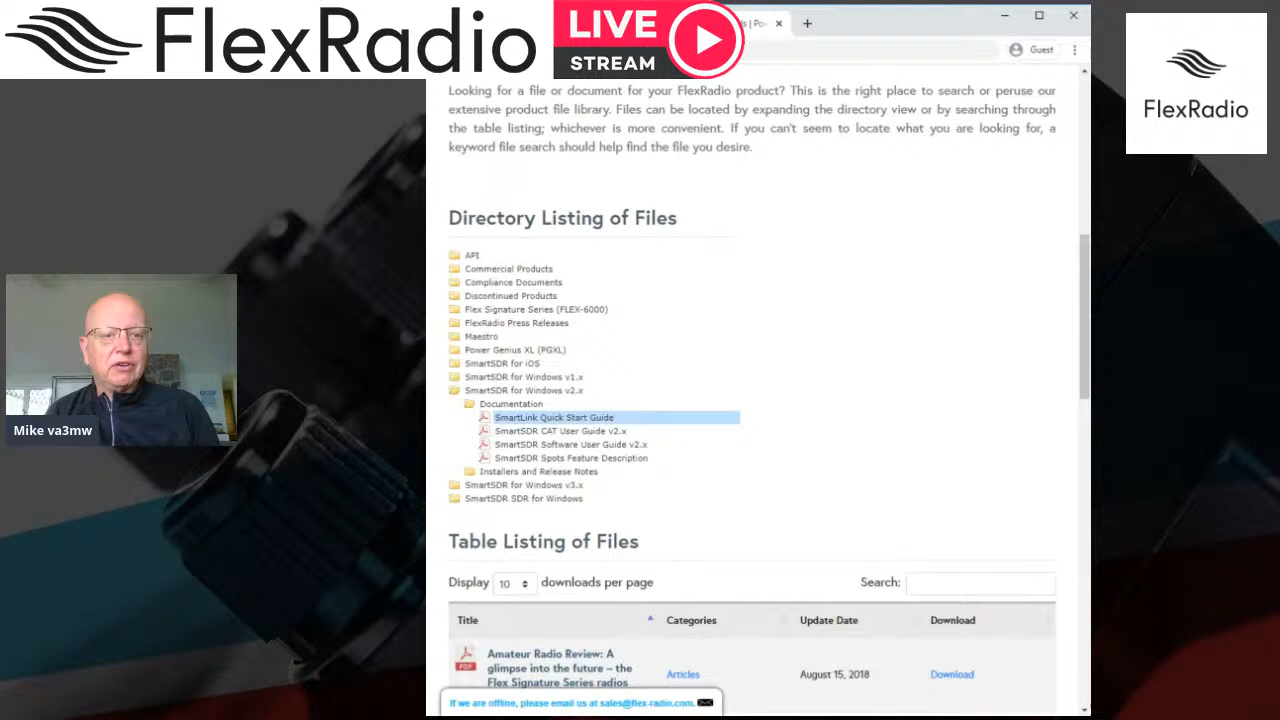 FlexRadio
LIVE
STREAM
s | Pow
Guest
FlexRadio
Looking for a file or document for your FlexRadio product? This is the right place to search or peruse our
extensive product file library. Files can be located by expanding the directory view or by searching through
the table listing; whichever is more convenient. If you can't seem to locate what you are looking for, a
keyword file search should help find the file you desire.
Directory Listing of Files
API
Commercial Products
Compliance Documents
Discontinued Products
Flex Signature Series (FLEX-6000)
FlexRadio Press Releases
Maestro
Power Genius XL (PGXL)
SmartSDR for iOS
SmartSDR for Windows v1.x
SmartSDR for Windows v2.x
Documentation
SmartLink Quick Start Guide
SmartSDR CAT User Guide v2.x
SmartSDR Software User Guide v2.x
SmartSDR Spots Feature Description
Installers and Release Notes
SmartSDR for Windows v3.x
SmartSDR SDR for Windows
Mike va3mw
Table Listing of Files
Display 10 downloads per page Search:
Title Categories Update Date Download
PDF
Amateur Radio Review: A
glimpse into the future – the
Flex Signature Series radios
Articles August 15, 2018 Download
If we are offline, please email us at sales@flex-radio.com.